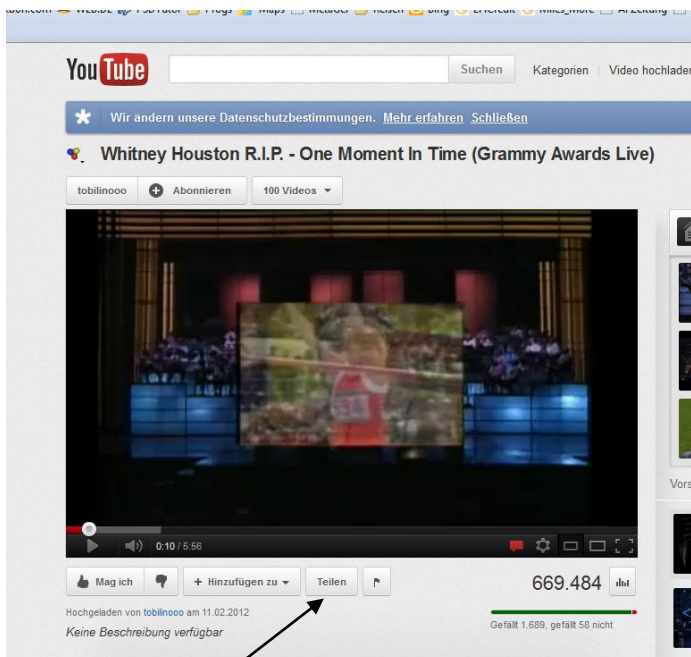 You Tube
Suchen Kategorien Video hochladen
Wir ändern unsere Datenschutzbestimmungen. Mehr erfahren Schließen
Whitney Houston R.I.P. - One Moment In Time (Grammy Awards Live)
tobilinooo Abonnieren 100 Videos
0:10 / 5:56
Mag ich Hinzufügen zu Teilen 669.484
Hochgeladen von tobilinooo am 11.02.2012
Gefällt 1.689, gefällt 58 nicht
Keine Beschreibung verfügbar